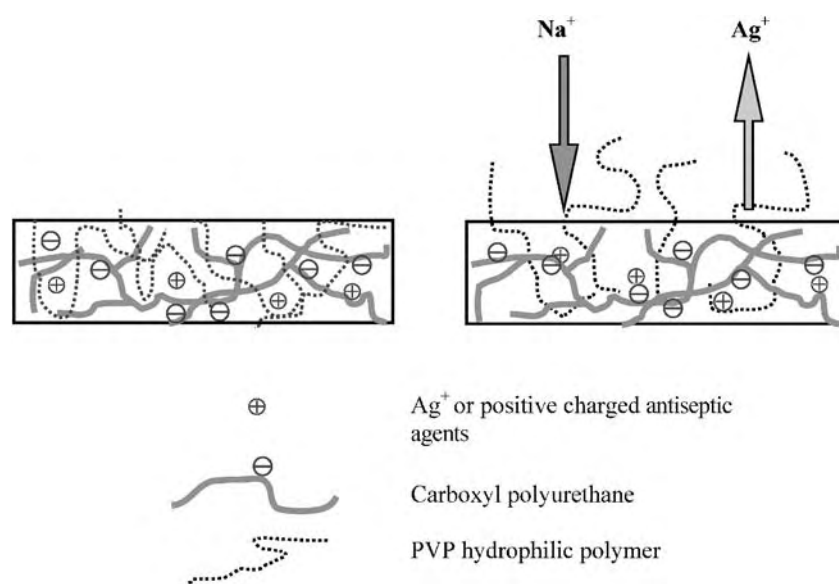 Na⁺ Ag⁺
Ag⁺ or positive charged antiseptic
agents
Carboxyl polyurethane
PVP hydrophilic polymer